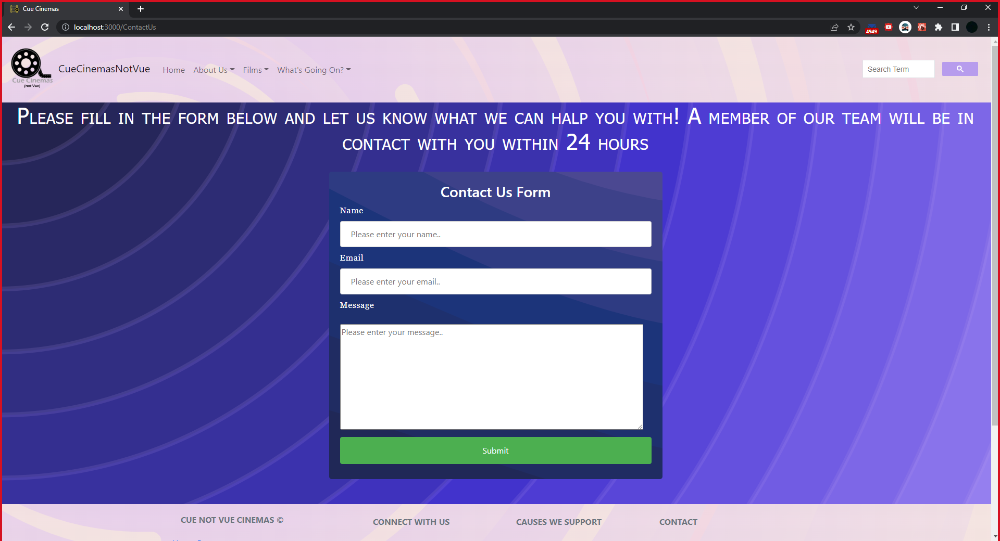 Cue Cinemas
localhost:3000/ContactUs
4949
Cue Cinemas
(not Vue)
CueCinemasNotVue Home About Us Films What's Going On? Search Term
Please fill in the form below and let us know what we can halp you with! A member of our team will be in
contact with you within 24 hours
Contact Us Form
Name
Please enter your name..
Email
Please enter your email..
Message
Please enter your message..
Submit
CUE NOT VUE CINEMAS © CONNECT WITH US CAUSES WE SUPPORT CONTACT